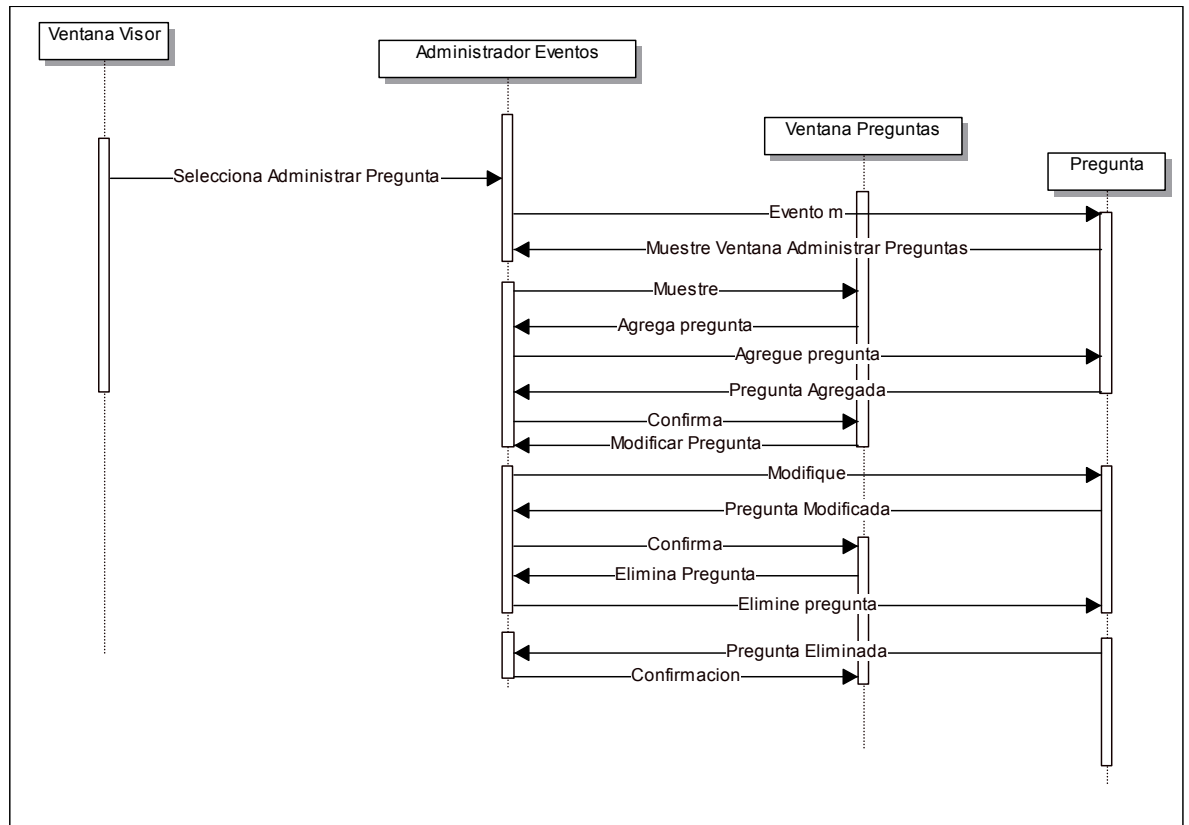 Ventana Visor
Administrador Eventos
Ventana Preguntas
Pregunta
Selecciona Administrar Pregunta
Evento m
Muestre Ventana Administrar Preguntas
Muestre
Agrega pregunta
Agregue pregunta
Pregunta Agregada
Confirma
Modificar Pregunta
Modifique
Pregunta Modificada
Confirma
Elimina Pregunta
Elimine pregunta
Pregunta Eliminada
Confirmacion